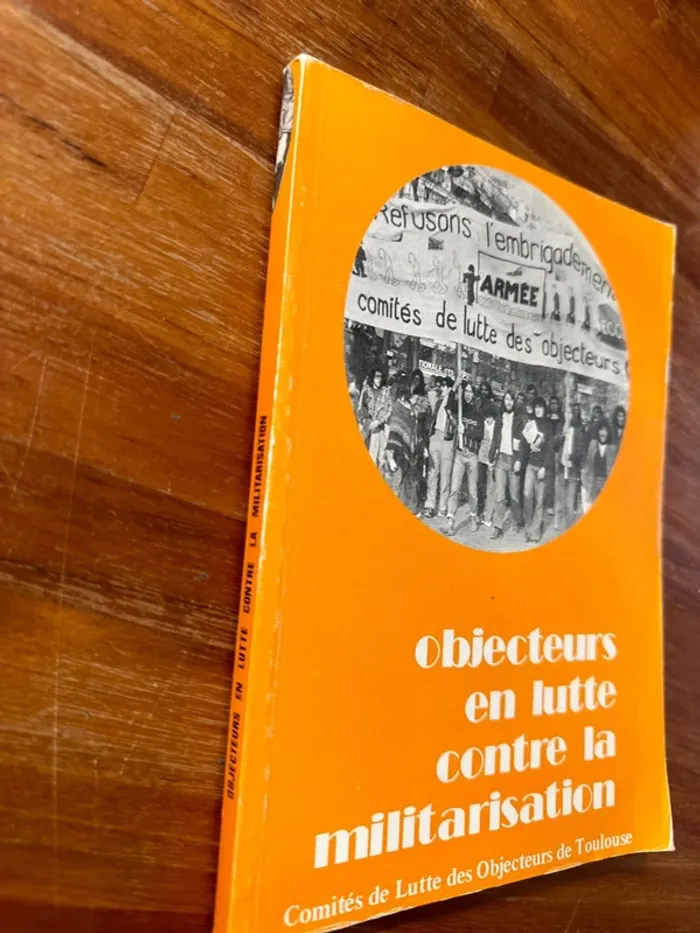 Refusons l'embrigadement
ARMÉE
comités de lutte des objecteurs
objecteurs
en lutte
contre la
militarisation
Comités de Lutte des Objecteurs de Toulouse
OBJECTEURS EN LUTTE CONTRE LA MILITARISATION